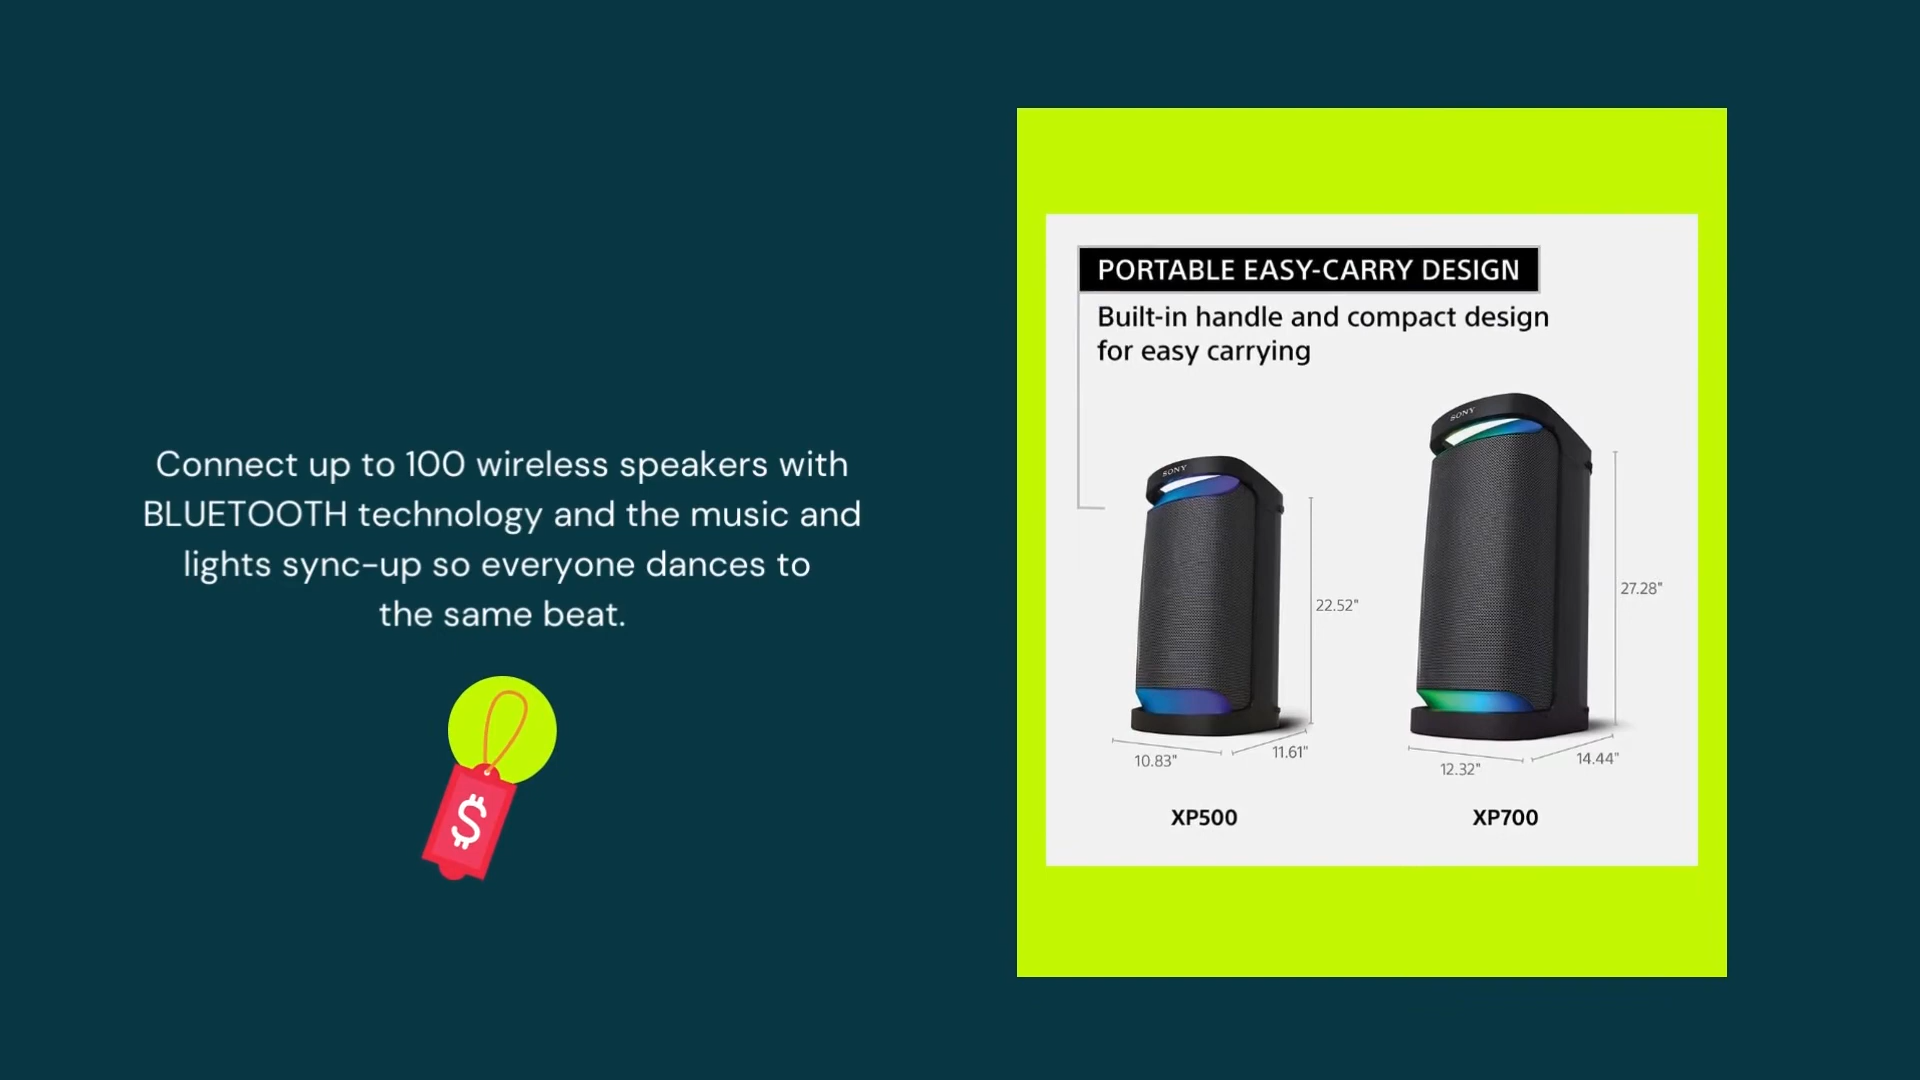 Connect up to 100 wireless speakers with
BLUETOOTH technology and the music and
lights sync-up so everyone dances to
the same beat.
$
PORTABLE EASY-CARRY DESIGN
Built-in handle and compact design
for easy carrying
SONY
SONY
22.52"
27.28"
10.83"
11.61"
12.32"
14.44"
XP500
XP700